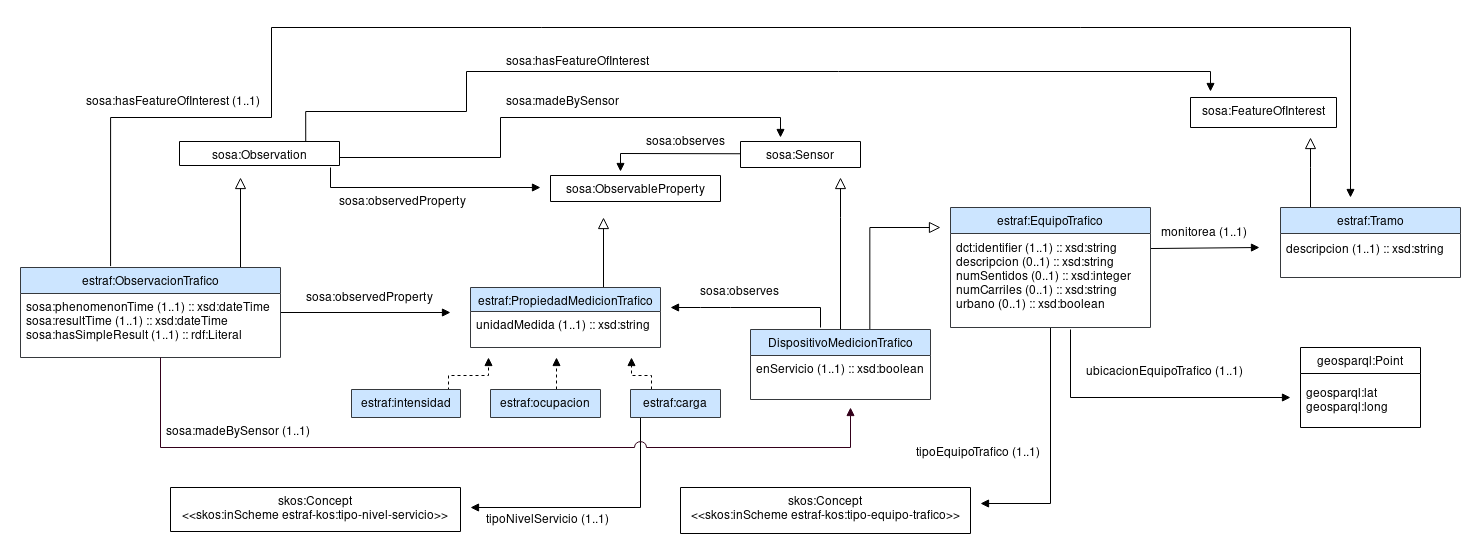 sosa:hasFeatureOfInterest
sosa:hasFeatureOfInterest (1..1)
sosa:madeBySensor
sosa:FeatureOfInterest
sosa:observes
sosa:Observation
sosa:Sensor
sosa:ObservableProperty
sosa:observedProperty
estraf:EquipoTrafico
dct:identifier (1..1) :: xsd:string
descripcion (0..1) :: xsd:string
numSentidos (0..1) :: xsd:integer
numCarriles (0..1) :: xsd:string
urbano (0..1) :: xsd:boolean
monitorea (1..1)
estraf:Tramo
descripcion (1..1) :: xsd:string
estraf:ObservacionTrafico
sosa:phenomenonTime (1..1) :: xsd:dateTime
sosa:resultTime (1..1) :: xsd:dateTime
sosa:hasSimpleResult (1..1) :: rdf:Literal
sosa:observedProperty
estraf:PropiedadMedicionTrafico
unidadMedida (1..1) :: xsd:string
sosa:observes
DispositivoMedicionTrafico
enServicio (1..1) :: xsd:boolean
geosparql:Point
geosparql:lat
geosparql:long
ubicacionEquipoTrafico (1..1)
estraf:intensidad
estraf:ocupacion
estraf:carga
sosa:madeBySensor (1..1)
tipoEquipoTrafico (1..1)
skos:Concept
<<skos:inScheme estraf-kos:tipo-nivel-servicio>>
tipoNivelServicio (1..1)
skos:Concept
<<skos:inScheme estraf-kos:tipo-equipo-trafico>>